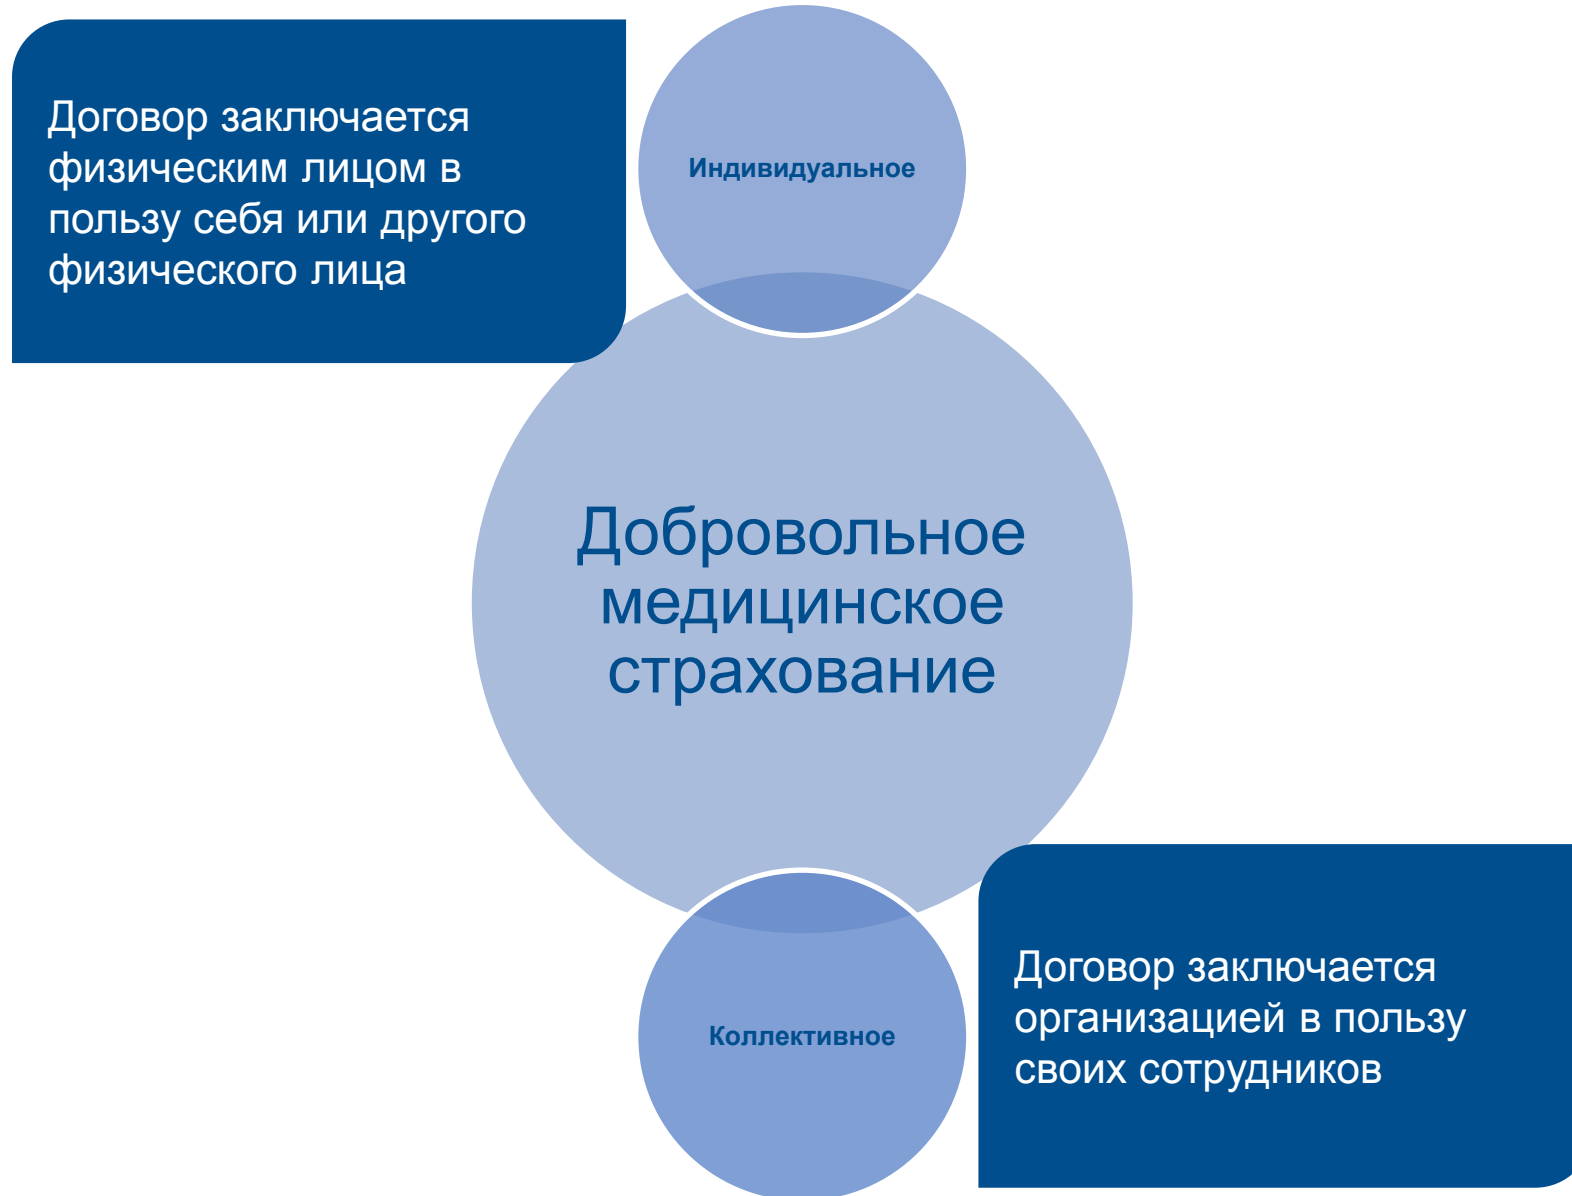 Договор заключается
физическим лицом в
пользу себя или другого
физического лица
Индивидуальное
Добровольное
медицинское
страхование
Коллективное
Договор заключается
организацией в пользу
своих сотрудников